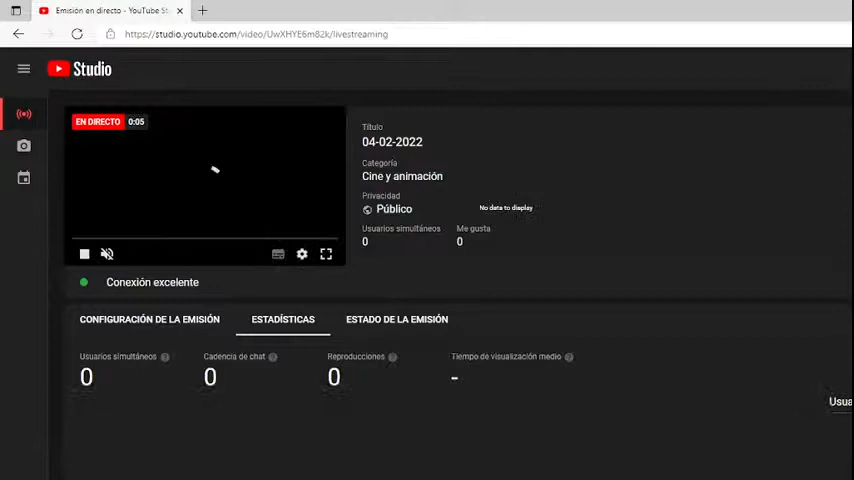 Emisión en directo - YouTube St
https://studio.youtube.com/video/UwXHYE6m82k/livestreaming
Studio
EN DIRECTO 0:05
Título
04-02-2022
Categoría
Cine y animación
Privacidad
Público
No data to display
Usuarios simultáneos Me gusta
0 0
Conexión excelente
CONFIGURACIÓN DE LA EMISIÓN ESTADÍSTICAS ESTADO DE LA EMISIÓN
Usuarios simultáneos Cadencia de chat Reproducciones Tiempo de visualización medio
0 0 0 -
Usua